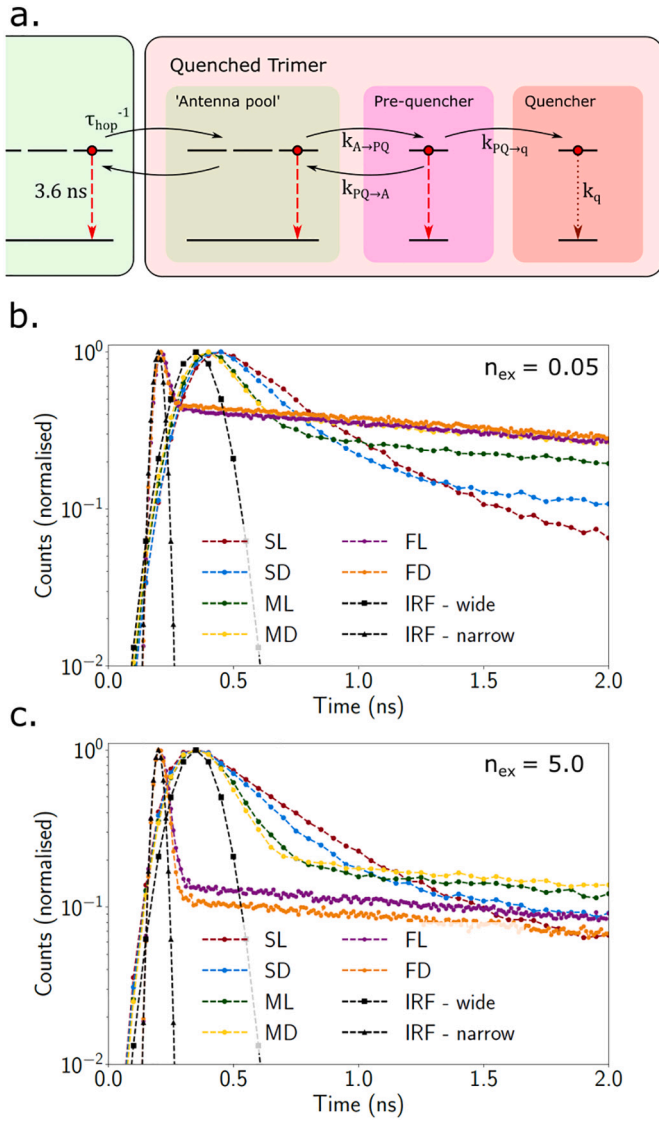 a.
Quenched Trimer
'Antenna pool'
Pre-quencher
Quencher
τhop⁻¹
kA→PQ
kPQ→q
kPQ→A
3.6 ns
kq
b.
nex = 0.05
Counts (normalised)
10⁰
10⁻¹
10⁻²
SL FL
SD FD
ML IRF - wide
MD IRF - narrow
0.0 0.5 1.0 1.5 2.0
Time (ns)
c.
nex = 5.0
Counts (normalised)
10⁰
10⁻¹
10⁻²
SL FL
SD FD
ML IRF - wide
MD IRF - narrow
0.0 0.5 1.0 1.5 2.0
Time (ns)